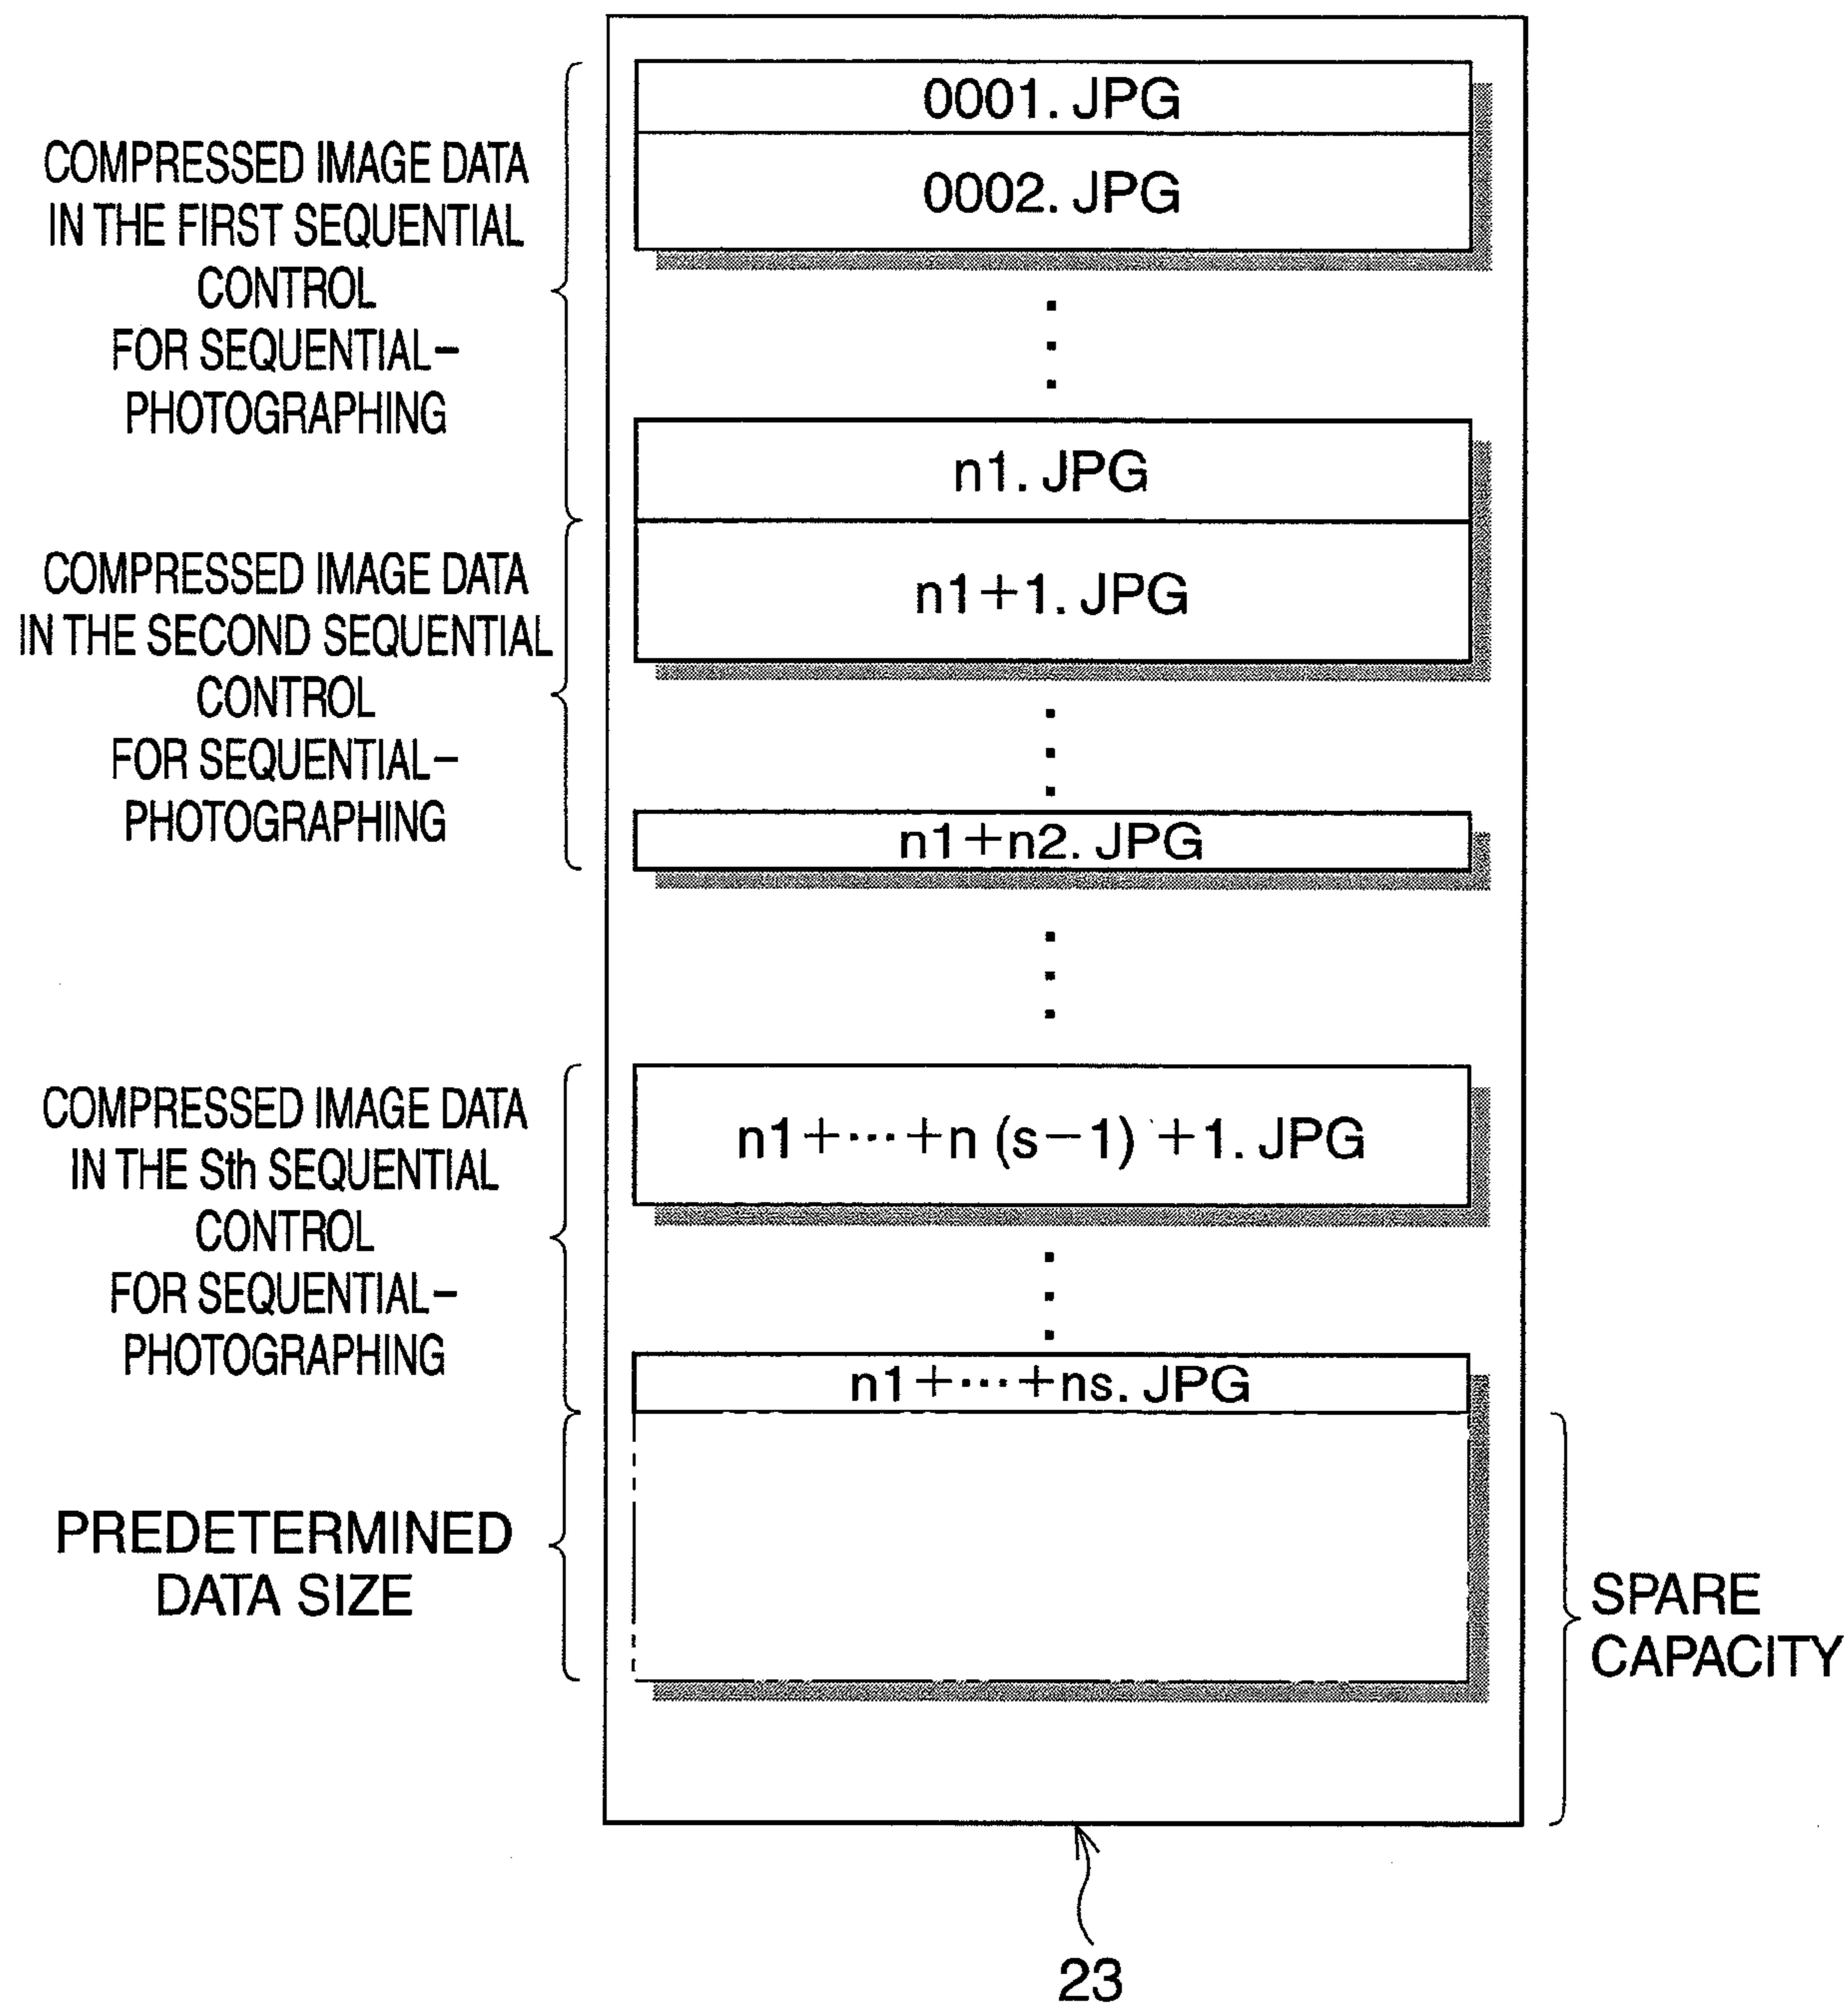 COMPRESSED IMAGE DATA
IN THE FIRST SEQUENTIAL
CONTROL
FOR SEQUENTIAL-
PHOTOGRAPHING
0001. JPG
0002. JPG
n1. JPG
COMPRESSED IMAGE DATA
IN THE SECOND SEQUENTIAL
CONTROL
FOR SEQUENTIAL-
PHOTOGRAPHING
n1+1. JPG
n1+n2. JPG
COMPRESSED IMAGE DATA
IN THE Sth SEQUENTIAL
CONTROL
FOR SEQUENTIAL-
PHOTOGRAPHING
n1+···+n (s-1) +1. JPG
n1+···+ns. JPG
PREDETERMINED
DATA SIZE
SPARE
CAPACITY
23